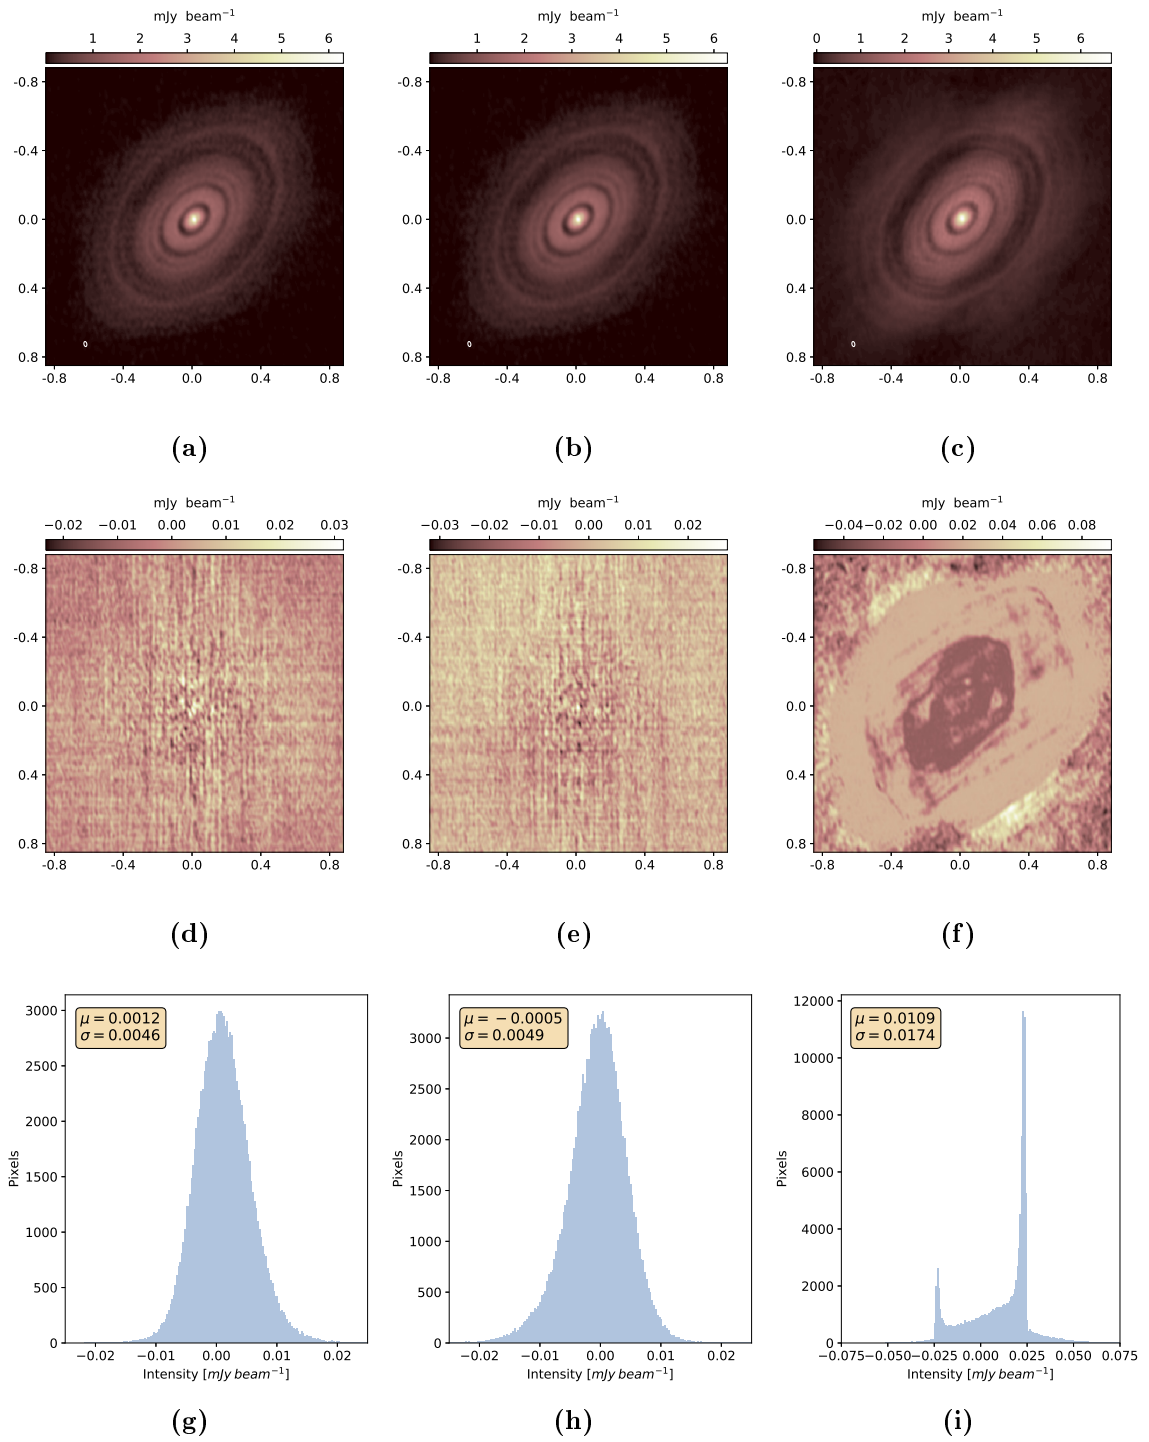 mJy beam⁻¹ mJy beam⁻¹ mJy beam⁻¹
1 2 3 4 5 6 1 2 3 4 5 6 0 1 2 3 4 5 6
-0.8 -0.8 -0.8
-0.4 -0.4 -0.4
0.0 0.0 0.0
0.4 0.4 0.4
0.8 0.8 0.8
-0.8 -0.4 0.0 0.4 0.8 -0.8 -0.4 0.0 0.4 0.8 -0.8 -0.4 0.0 0.4 0.8
(a) (b) (c)
mJy beam⁻¹ mJy beam⁻¹ mJy beam⁻¹
−0.02 −0.01 0.00 0.01 0.02 0.03 −0.03 −0.02 −0.01 0.00 0.01 0.02 −0.04 −0.02 0.00 0.02 0.04 0.06 0.08
-0.8 -0.8 -0.8
-0.4 -0.4 -0.4
0.0 0.0 0.0
0.4 0.4 0.4
0.8 0.8 0.8
-0.8 -0.4 0.0 0.4 0.8 -0.8 -0.4 0.0 0.4 0.8 -0.8 -0.4 0.0 0.4 0.8
(d) (e) (f)
μ = 0.0012
σ = 0.0046
Pixels
3000
2500
2000
1500
1000
500
0
−0.02 −0.01 0.00 0.01 0.02
Intensity [mJy beam⁻¹]
(g)
μ = −0.0005
σ = 0.0049
Pixels
3000
2500
2000
1500
1000
500
0
−0.02 −0.01 0.00 0.01 0.02
Intensity [mJy beam⁻¹]
(h)
μ = 0.0109
σ = 0.0174
Pixels
12000
10000
8000
6000
4000
2000
0
−0.075 −0.050 −0.025 0.000 0.025 0.050 0.075
Intensity [mJy beam⁻¹]
(i)